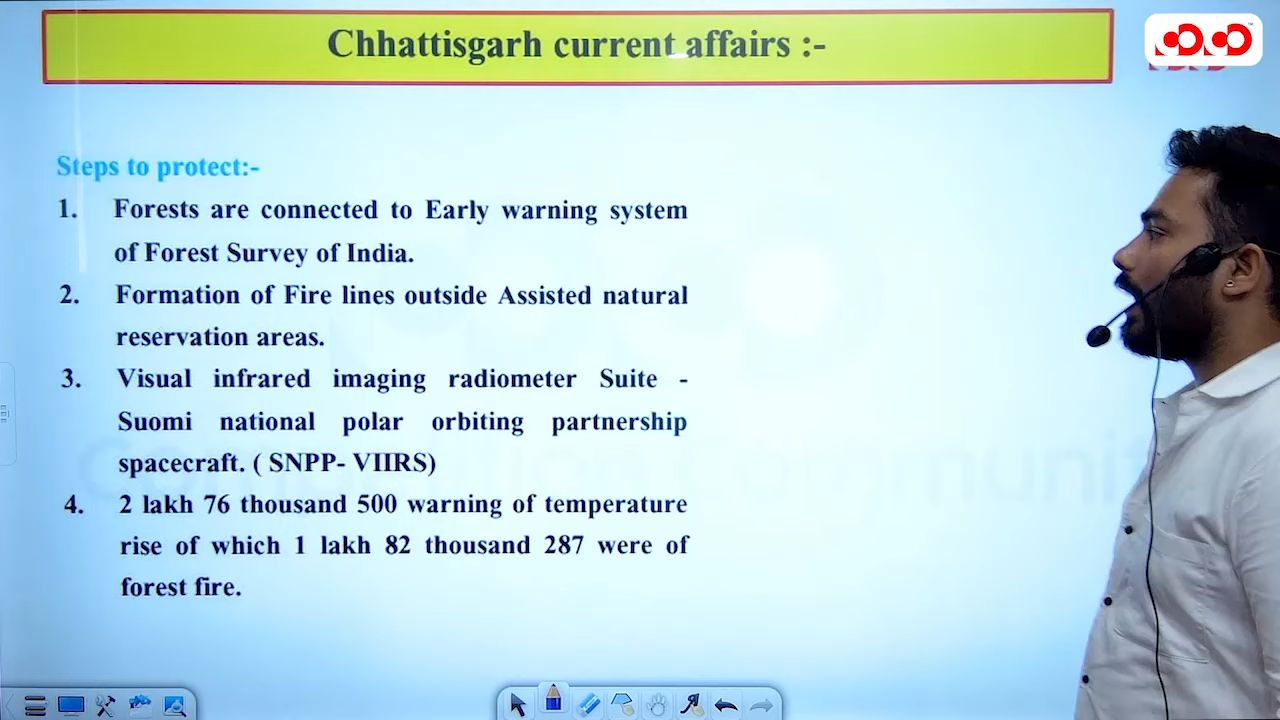 Chhattisgarh current affairs :-
Steps to protect:-
1. Forests are connected to Early warning system
of Forest Survey of India.
2. Formation of Fire lines outside Assisted natural
reservation areas.
3. Visual infrared imaging radiometer Suite -
Suomi national polar orbiting partnership
spacecraft. ( SNPP- VIIRS)
4. 2 lakh 76 thousand 500 warning of temperature
rise of which 1 lakh 82 thousand 287 were of
forest fire.